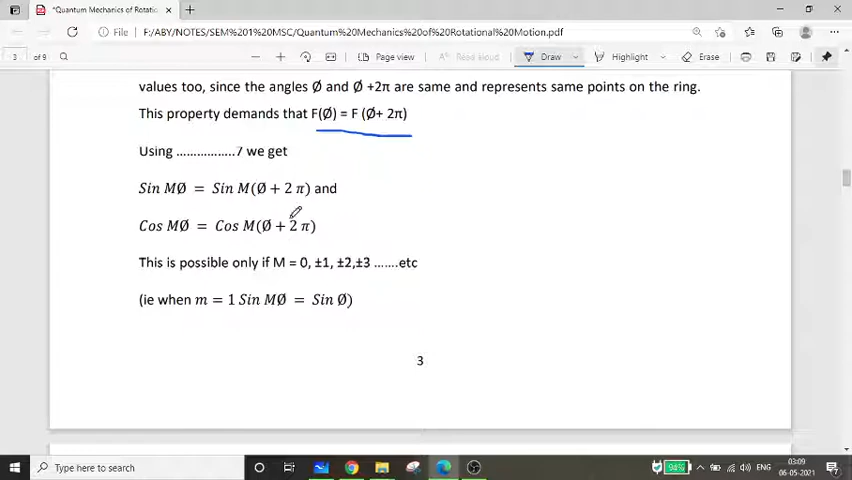 *Quantum Mechanics of Rotatio
File
F:/ABY/NOTES/SEM%201%20MSC/Quantum%20Mechanics%20of%20Rotational%20Motion.pdf
3 of 9
Page view
Read aloud
Draw
Highlight
Erase
values too, since the angles Ø and Ø +2π are same and represents same points on the ring.
This property demands that F(Ø) = F (Ø+ 2π)
Using ……………..7 we get
Sin MØ = Sin M(Ø + 2 π) and
Cos MØ = Cos M(Ø + 2 π)
This is possible only if M = 0, ±1, ±2,±3 …….etc
(ie when m = 1 Sin MØ = Sin Ø)
3
Type here to search
94%
ENG
03:09
06-05-2021